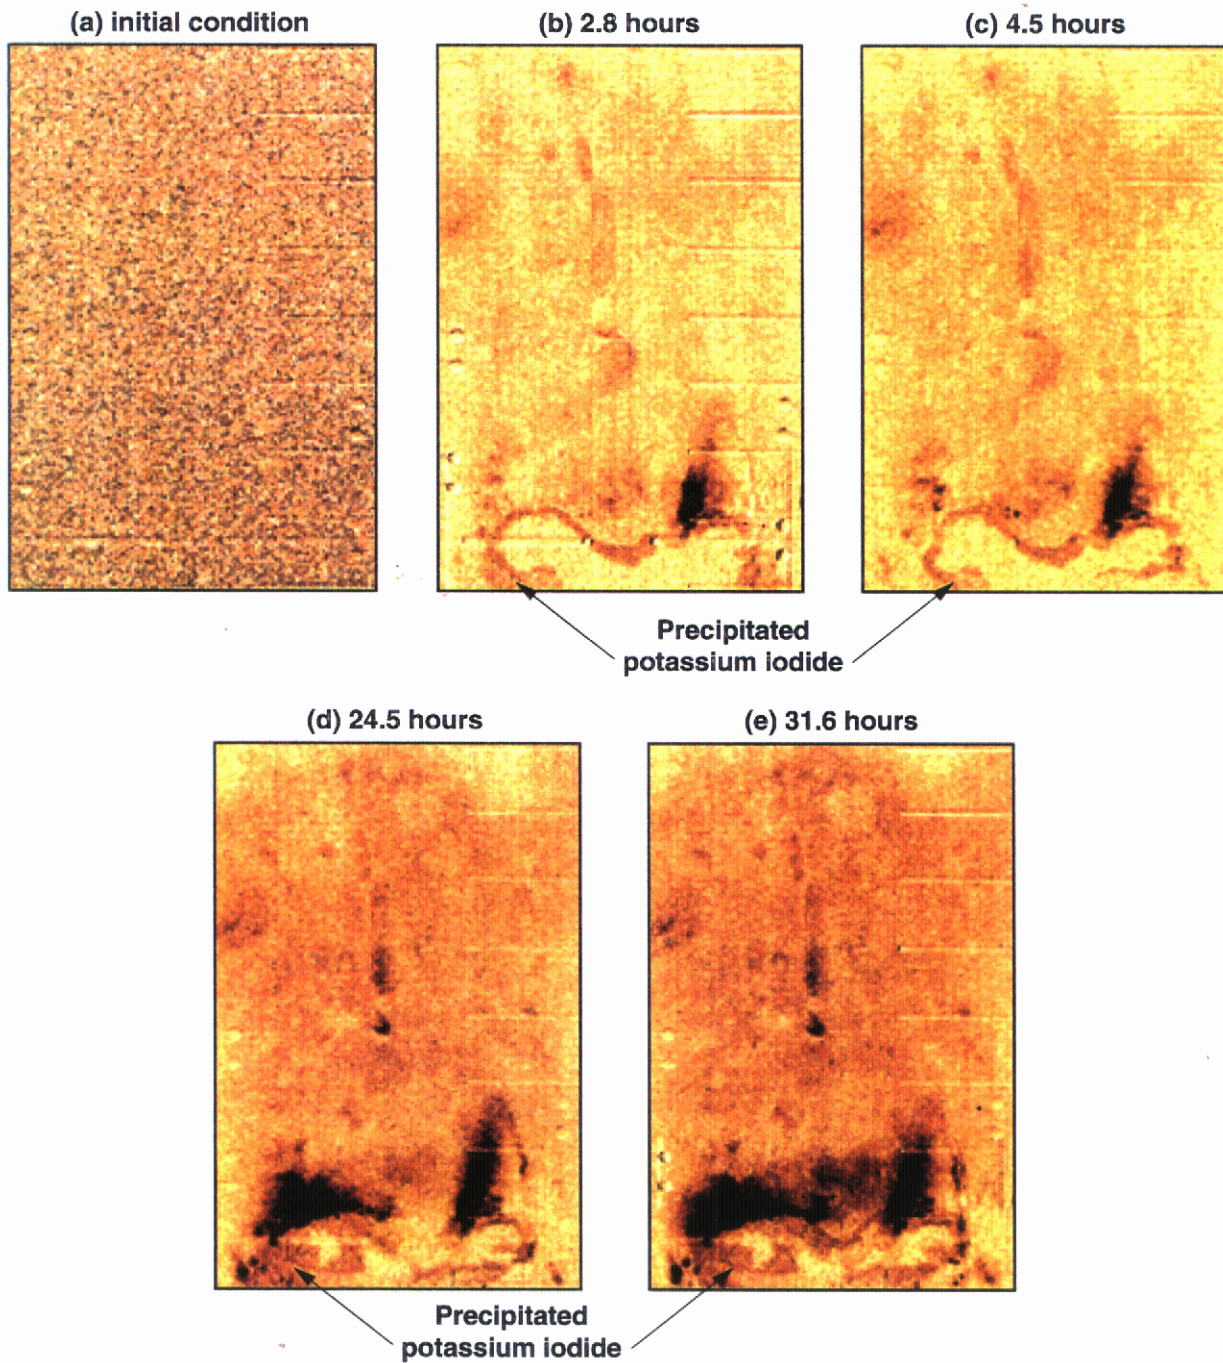 (a) initial condition
(b) 2.8 hours
(c) 4.5 hours
Precipitated
potassium iodide
(d) 24.5 hours
(e) 31.6 hours
Precipitated
potassium iodide